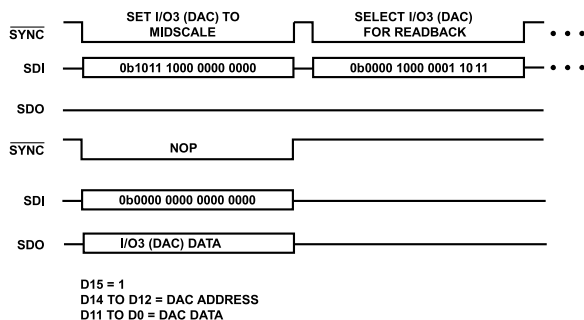 SET I/O3 (DAC) TO MIDSCALE
SELECT I/O3 (DAC) FOR READBACK
SYNC
SDI
0b1011 1000 0000 0000
0b0000 1000 0001 10 11
SDO
SYNC
NOP
SDI
0b0000 0000 0000 0000
SDO
I/O3 (DAC) DATA
D15 = 1
D14 TO D12 = DAC ADDRESS
D11 TO D0 = DAC DATA